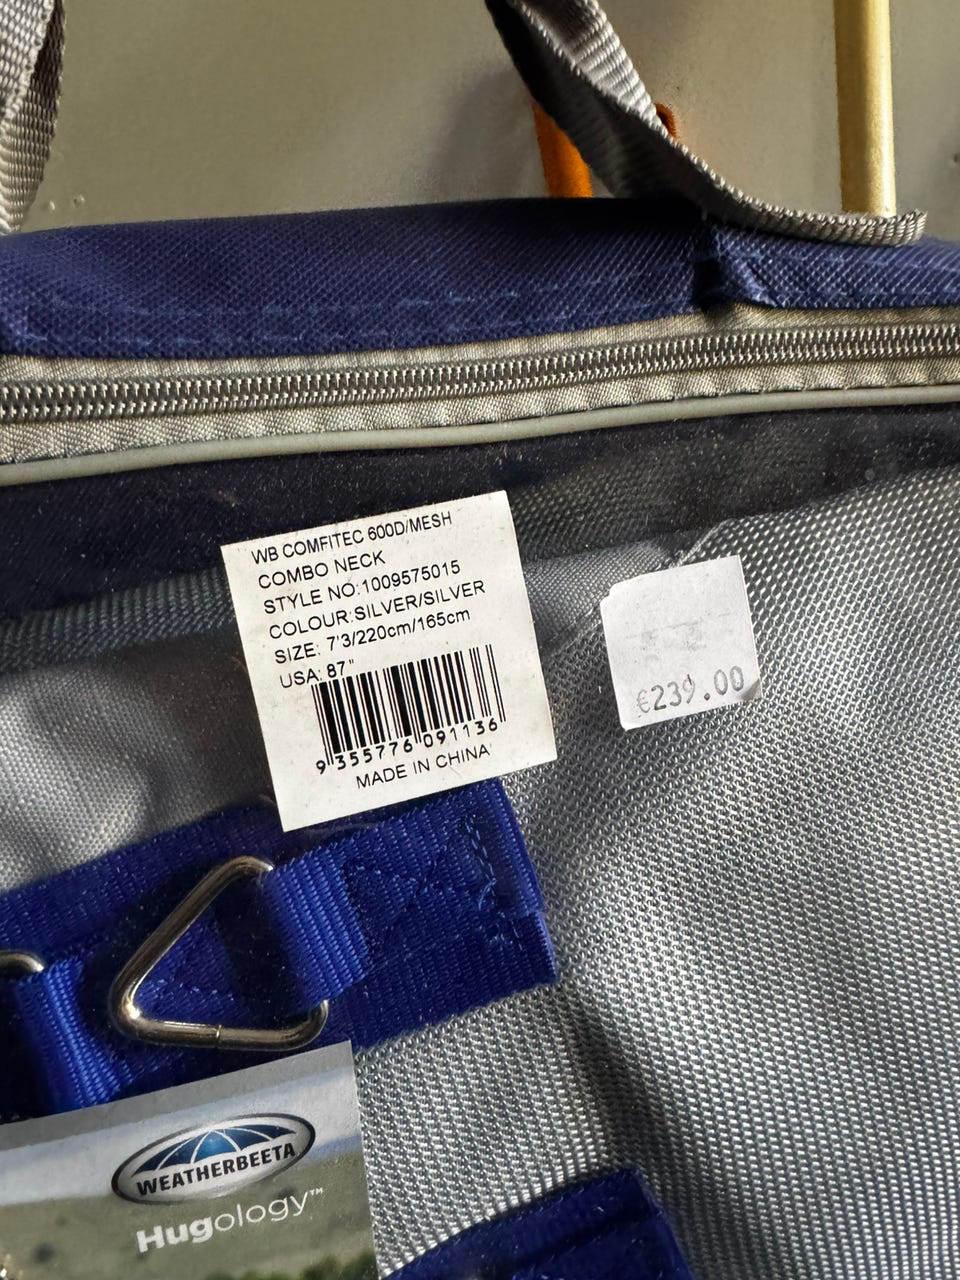 WB COMFITEC 600D/MESH
COMBO NECK
STYLE NO:1009575015
COLOUR:SILVER/SILVER
SIZE: 7'3/220cm/165cm
USA: 87"
9 355776 091136
MADE IN CHINA
€239.00
WEATHERBEETA
Hugology™